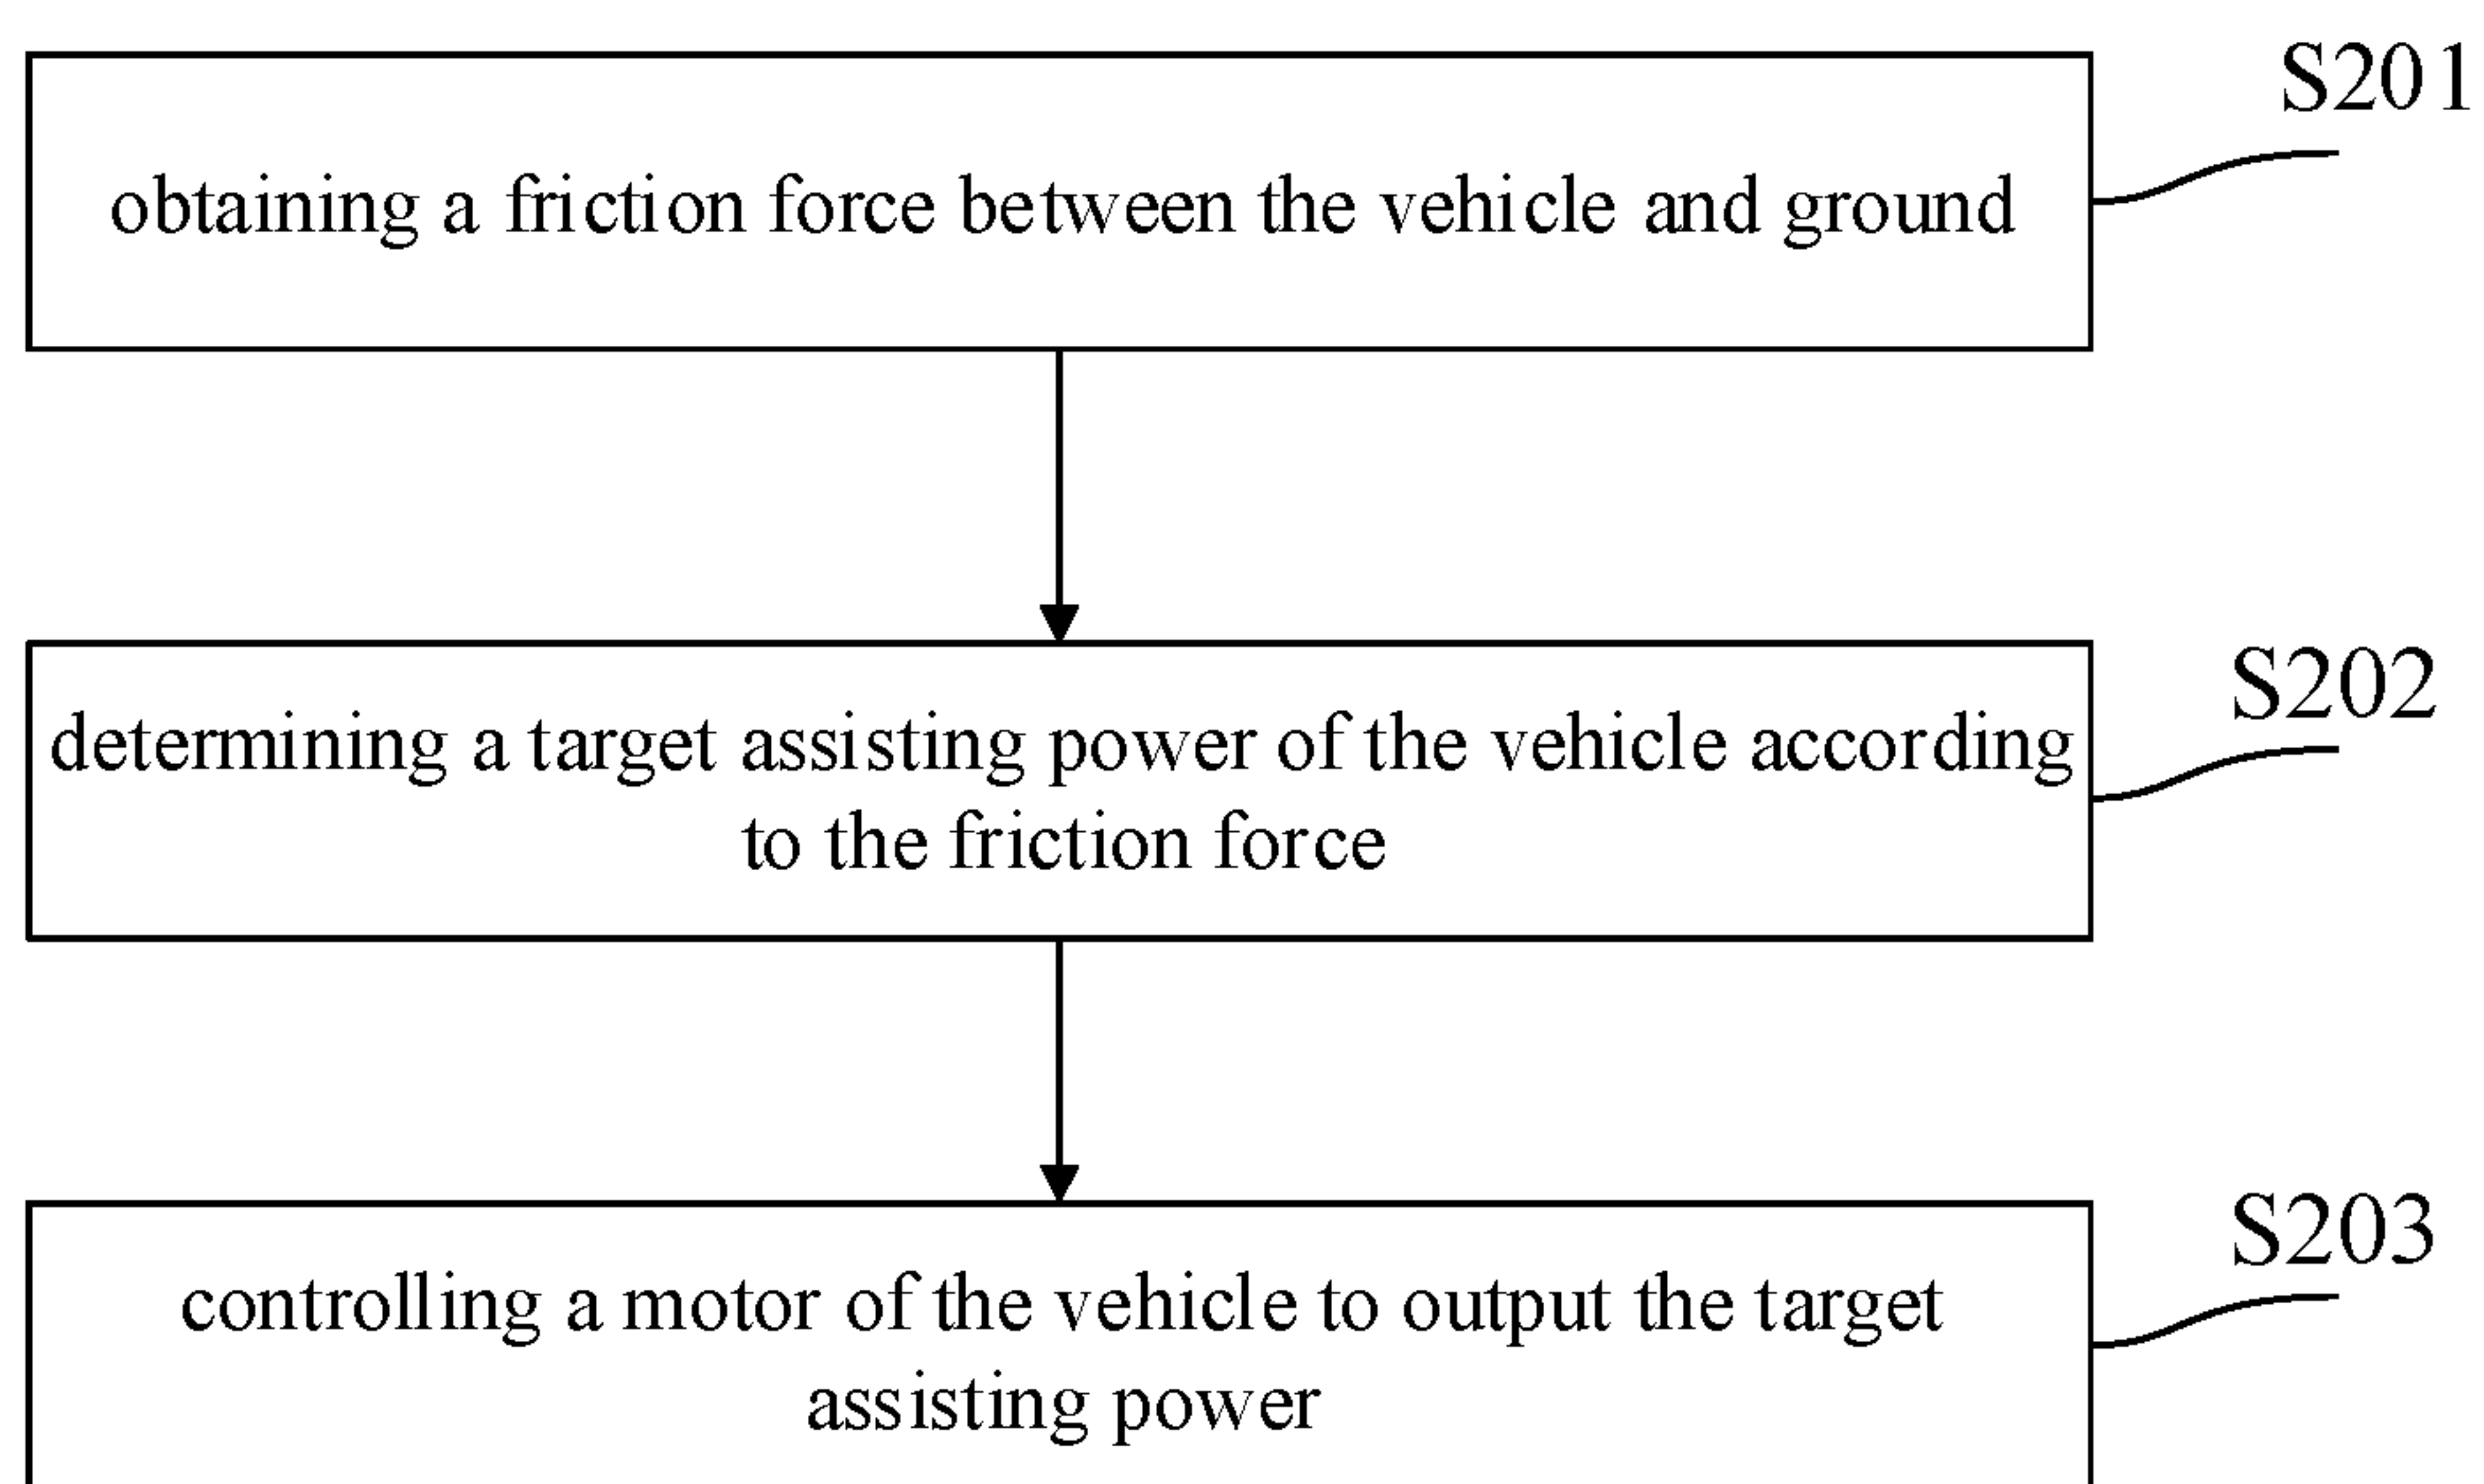 S201
obtaining a friction force between the vehicle and ground
S202
determining a target assisting power of the vehicle according
to the friction force
S203
controlling a motor of the vehicle to output the target
assisting power